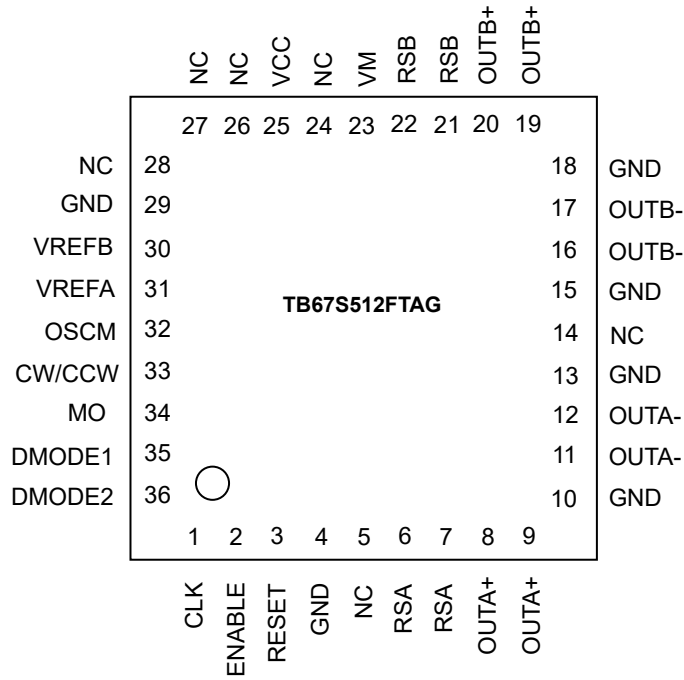 NC NC VCC NC VM RSB RSB OUTB+ OUTB+
27 26 25 24 23 22 21 20 19
NC 28 18 GND
GND 29 17 OUTB-
VREFB 30 16 OUTB-
VREFA 31 15 GND
TB67S512FTAG
OSCM 32 14 NC
CW/CCW 33 13 GND
MO 34 12 OUTA-
DMODE1 35 11 OUTA-
DMODE2 36 10 GND
1 2 3 4 5 6 7 8 9
CLK ENABLE RESET GND NC RSA RSA OUTA+ OUTA+